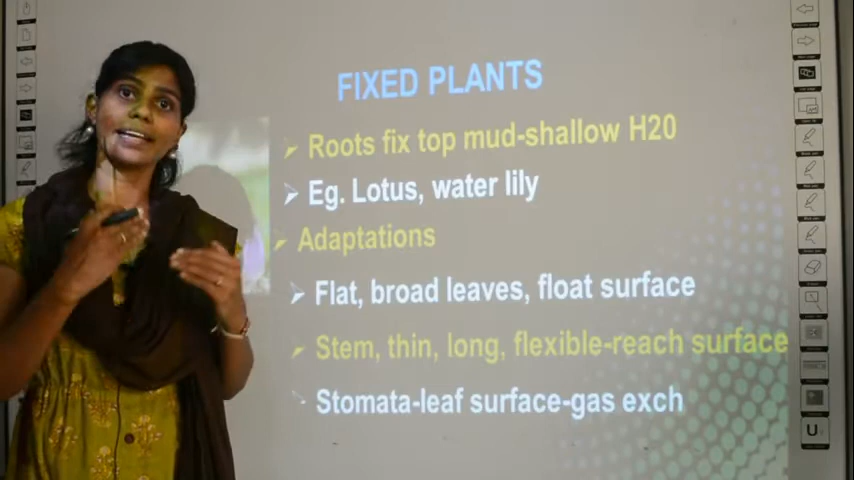 FIXED PLANTS
Roots fix top mud-shallow H20
Eg. Lotus, water lily
Adaptations
Flat, broad leaves, float surface
Stem, thin, long, flexible-reach surface
Stomata-leaf surface-gas exch